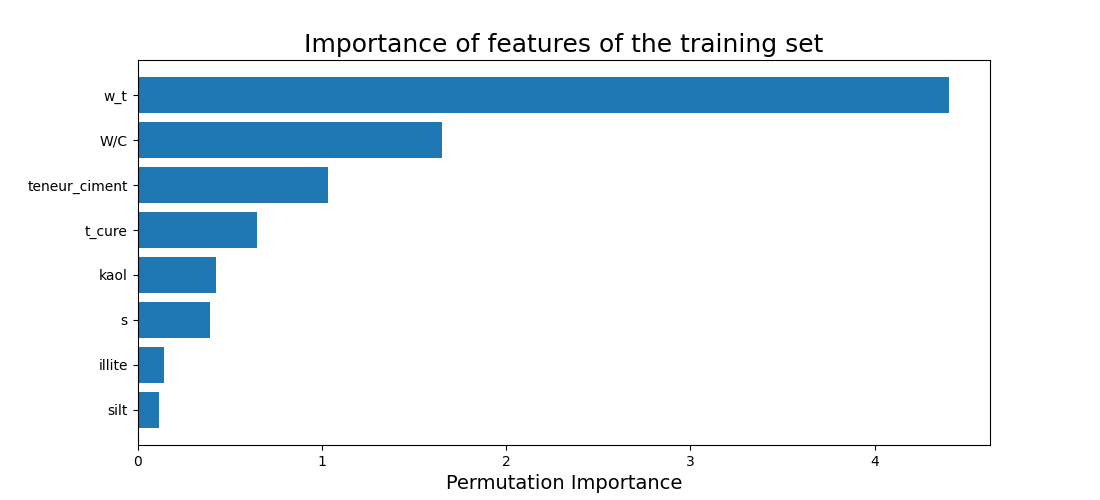 Importance of features of the training set
w_t
W/C
teneur_ciment
t_cure
kaol
s
illite
silt
0 1 2 3 4
Permutation Importance